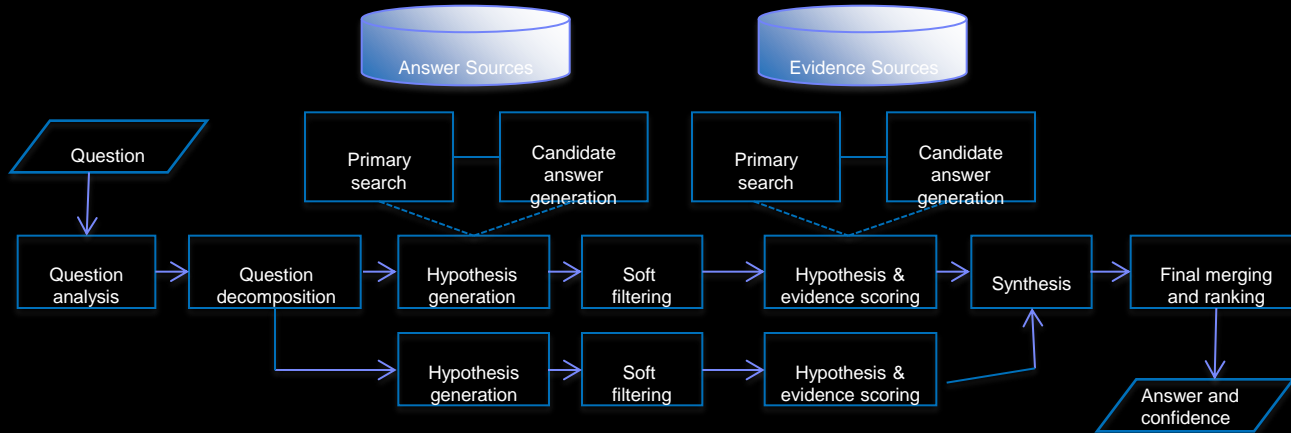 Answer Sources
Evidence Sources
Question
Primary
search
Candidate
answer
generation
Primary
search
Candidate
answer
generation
Question
analysis
Question
decomposition
Hypothesis
generation
Soft
filtering
Hypothesis &
evidence scoring
Synthesis
Final merging
and ranking
Hypothesis
generation
Soft
filtering
Hypothesis &
evidence scoring
Answer and
confidence